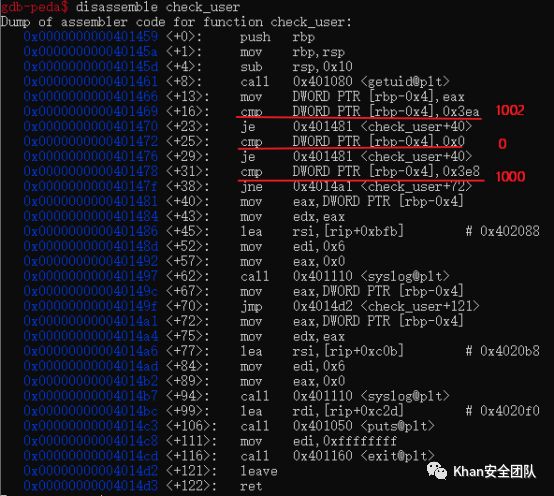 gdb-peda$ disassemble check_user
Dump of assembler code for function check_user:
0x0000000000401459 <+0>: push rbp
0x000000000040145a <+1>: mov rbp,rsp
0x000000000040145d <+4>: sub rsp,0x10
0x0000000000401461 <+8>: call 0x401080 <getuid@plt>
0x0000000000401466 <+13>: mov DWORD PTR [rbp-0x4],eax
0x0000000000401469 <+16>: cmp DWORD PTR [rbp-0x4],0x3ea 1002
0x0000000000401470 <+23>: je 0x401481 <check_user+40>
0x0000000000401472 <+25>: cmp DWORD PTR [rbp-0x4],0x0 0
0x0000000000401476 <+29>: je 0x401481 <check_user+40>
0x0000000000401478 <+31>: cmp DWORD PTR [rbp-0x4],0x3e8 1000
0x000000000040147f <+38>: jne 0x4014a1 <check_user+72>
0x0000000000401481 <+40>: mov eax,DWORD PTR [rbp-0x4]
0x0000000000401484 <+43>: mov edx,eax
0x0000000000401486 <+45>: lea rsi,[rip+0xbfb] # 0x402088
0x000000000040148d <+52>: mov edi,0x6
0x0000000000401492 <+57>: mov eax,0x0
0x0000000000401497 <+62>: call 0x401110 <syslog@plt>
0x000000000040149c <+67>: mov eax,DWORD PTR [rbp-0x4]
0x000000000040149f <+70>: jmp 0x4014d2 <check_user+121>
0x00000000004014a1 <+72>: mov eax,DWORD PTR [rbp-0x4]
0x00000000004014a4 <+75>: mov edx,eax
0x00000000004014a6 <+77>: lea rsi,[rip+0xc0b] # 0x4020b8
0x00000000004014ad <+84>: mov edi,0x6
0x00000000004014b2 <+89>: mov eax,0x0
0x00000000004014b7 <+94>: call 0x401110 <syslog@plt>
0x00000000004014bc <+99>: lea rdi,[rip+0xc2d] # 0x4020f0
0x00000000004014c3 <+106>: call 0x401050 <puts@plt>
0x00000000004014c8 <+111>: mov edi,0xffffffff
0x00000000004014cd <+116>: call 0x401160 <exit@plt>
0x00000000004014d2 <+121>: leave
0x00000000004014d3 <+122>: ret
Khan安全团队